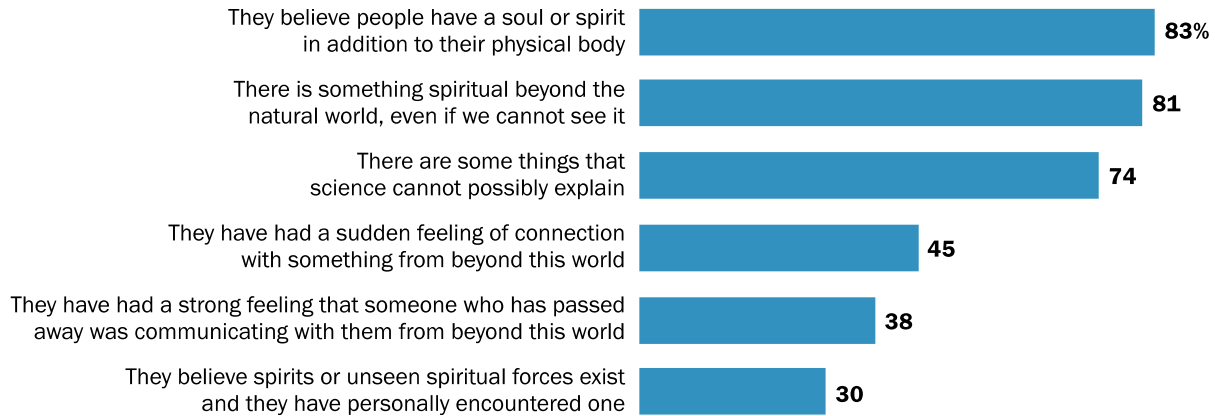 They believe people have a soul or spirit
in addition to their physical body
83%
There is something spiritual beyond the
natural world, even if we cannot see it
81
There are some things that
science cannot possibly explain
74
They have had a sudden feeling of connection
with something from beyond this world
45
They have had a strong feeling that someone who has passed
away was communicating with them from beyond this world
38
They believe spirits or unseen spiritual forces exist
and they have personally encountered one
30